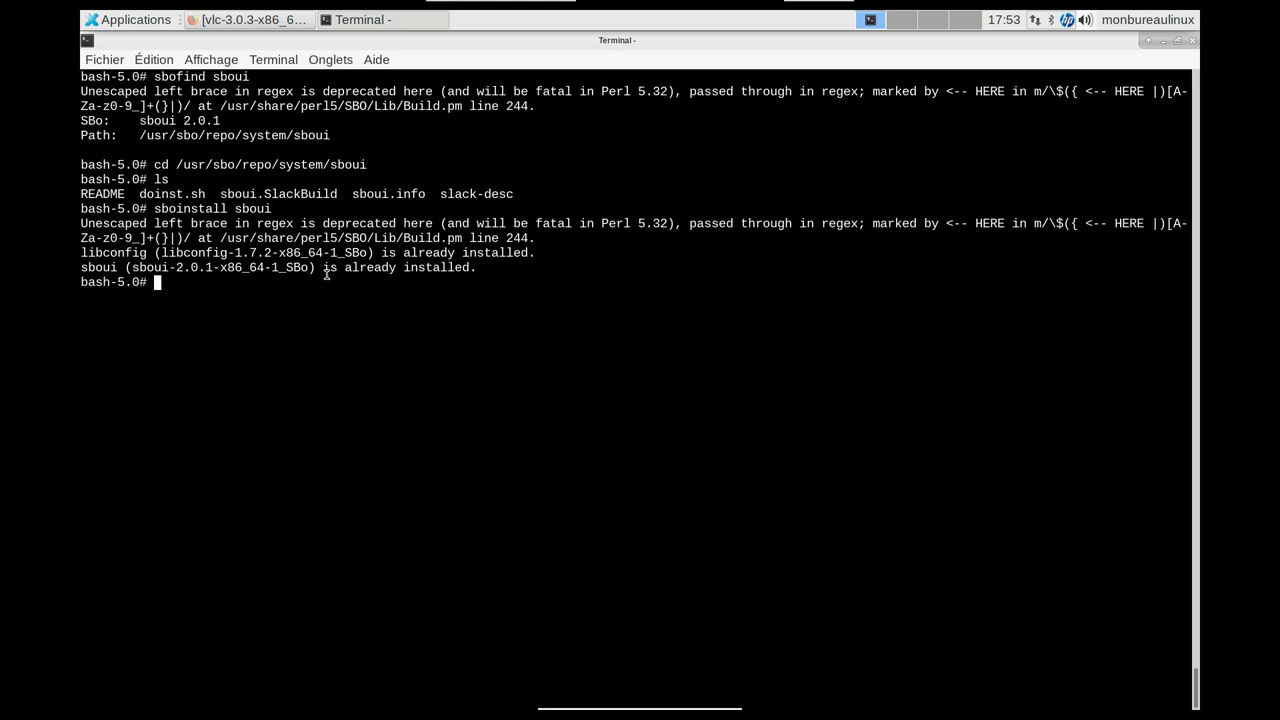 Applications
[vlc-3.0.3-x86_6...
Terminal -
17:53
hp
monbureaulinux
Terminal -
Fichier Édition Affichage Terminal Onglets Aide
bash-5.0# sbofind sboui
Unescaped left brace in regex is deprecated here (and will be fatal in Perl 5.32), passed through in regex; marked by <-- HERE in m/\$({ <-- HERE |)[A-
Za-z0-9_]+(}|)/ at /usr/share/perl5/SBO/Lib/Build.pm line 244.
SBo:    sboui 2.0.1
Path:   /usr/sbo/repo/system/sboui
bash-5.0# cd /usr/sbo/repo/system/sboui
bash-5.0# ls
README  doinst.sh  sboui.SlackBuild  sboui.info  slack-desc
bash-5.0# sboinstall sboui
Unescaped left brace in regex is deprecated here (and will be fatal in Perl 5.32), passed through in regex; marked by <-- HERE in m/\$({ <-- HERE |)[A-
Za-z0-9_]+(}|)/ at /usr/share/perl5/SBO/Lib/Build.pm line 244.
libconfig (libconfig-1.7.2-x86_64-1_SBo) is already installed.
sboui (sboui-2.0.1-x86_64-1_SBo) is already installed.
bash-5.0#